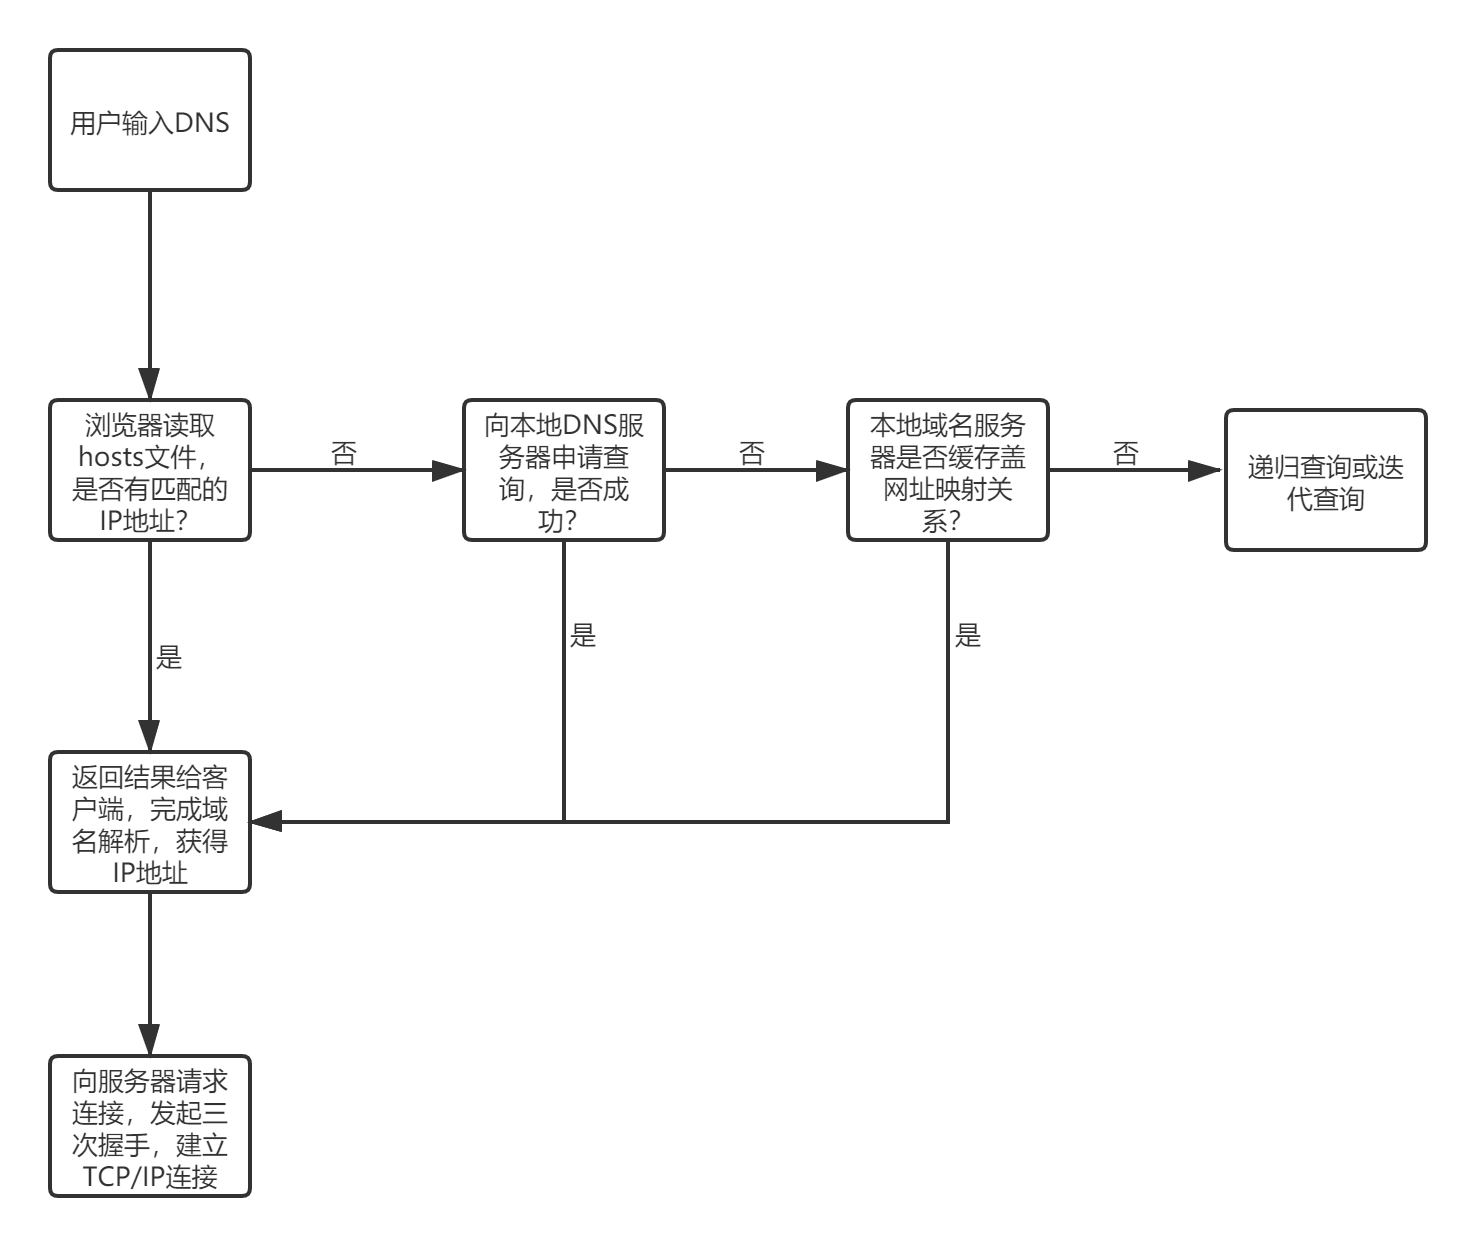 用户输入DNS
浏览器读取
hosts文件，
是否有匹配的
IP地址？
否
向本地DNS服
务器申请查
询，是否成
功？
否
本地域名服务
器是否缓存盖
网址映射关
系？
否
递归查询或迭
代查询
是
是
是
返回结果给客
户端，完成域
名解析，获得
IP地址
向服务器请求
连接，发起三
次握手，建立
TCP/IP连接